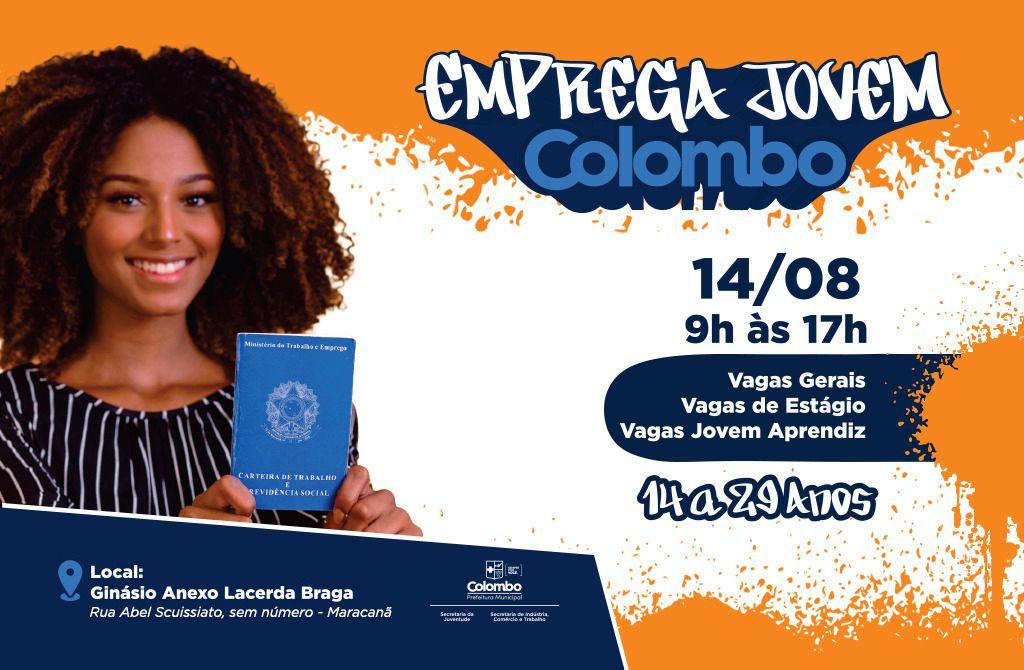 EMPREGA JOVEM
Colombo
14/08
9h às 17h
Vagas Gerais
Vagas de Estágio
Vagas Jovem Aprendiz
14 a 29 Anos
Ministério do Trabalho e Emprego
CARTEIRA DE TRABALHO
E
REVIDÊNCIA SOCIAL
Local:
Ginásio Anexo Lacerda Braga
Rua Abel Scuissiato, sem número - Maracanã
Colombo
Prefeitura Municipal
Secretaria da
Juventude
Secretaria de Indústria,
Comércio e Trabalho